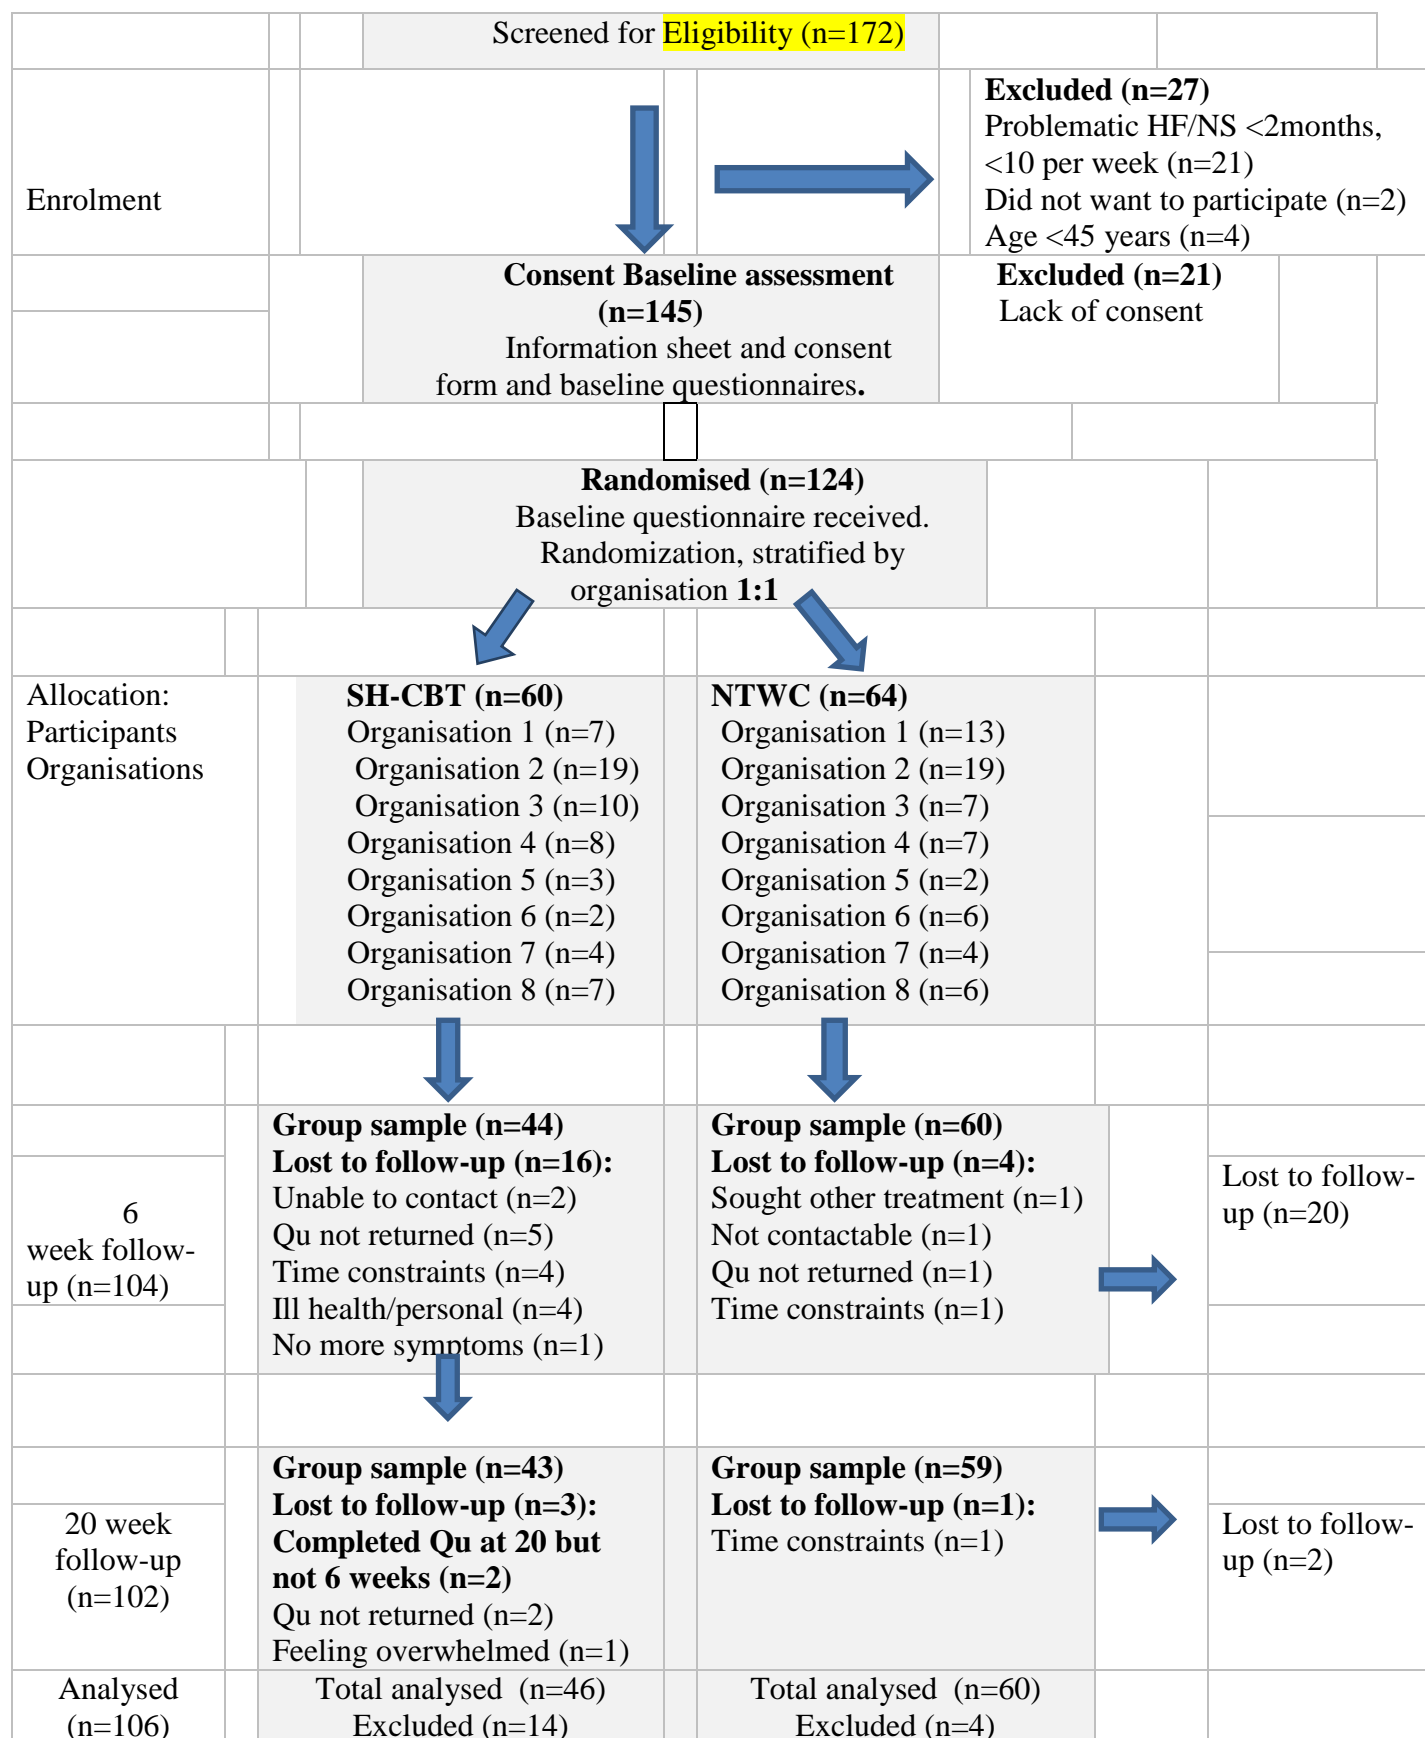 Screened for Eligibility (n=172)
Enrolment
Excluded (n=27)
Problematic HF/NS <2months,
<10 per week (n=21)
Did not want to participate (n=2)
Age <45 years (n=4)
Consent Baseline assessment
(n=145)
Information sheet and consent
form and baseline questionnaires.
Excluded (n=21)
Lack of consent
Randomised (n=124)
Baseline questionnaire received.
Randomization, stratified by
organisation 1:1
Allocation:
Participants
Organisations
SH-CBT (n=60)
Organisation 1 (n=7)
Organisation 2 (n=19)
Organisation 3 (n=10)
Organisation 4 (n=8)
Organisation 5 (n=3)
Organisation 6 (n=2)
Organisation 7 (n=4)
Organisation 8 (n=7)
NTWC (n=64)
Organisation 1 (n=13)
Organisation 2 (n=19)
Organisation 3 (n=7)
Organisation 4 (n=7)
Organisation 5 (n=2)
Organisation 6 (n=6)
Organisation 7 (n=4)
Organisation 8 (n=6)
6
week follow-
up (n=104)
Group sample (n=44)
Lost to follow-up (n=16):
Unable to contact (n=2)
Qu not returned (n=5)
Time constraints (n=4)
Ill health/personal (n=4)
No more symptoms (n=1)
Group sample (n=60)
Lost to follow-up (n=4):
Sought other treatment (n=1)
Not contactable (n=1)
Qu not returned (n=1)
Time constraints (n=1)
Lost to follow-
up (n=20)
20 week
follow-up
(n=102)
Group sample (n=43)
Lost to follow-up (n=3):
Completed Qu at 20 but
not 6 weeks (n=2)
Qu not returned (n=2)
Feeling overwhelmed (n=1)
Group sample (n=59)
Lost to follow-up (n=1):
Time constraints (n=1)
Lost to follow-
up (n=2)
Analysed
(n=106)
Total analysed (n=46)
Excluded (n=14)
Total analysed (n=60)
Excluded (n=4)